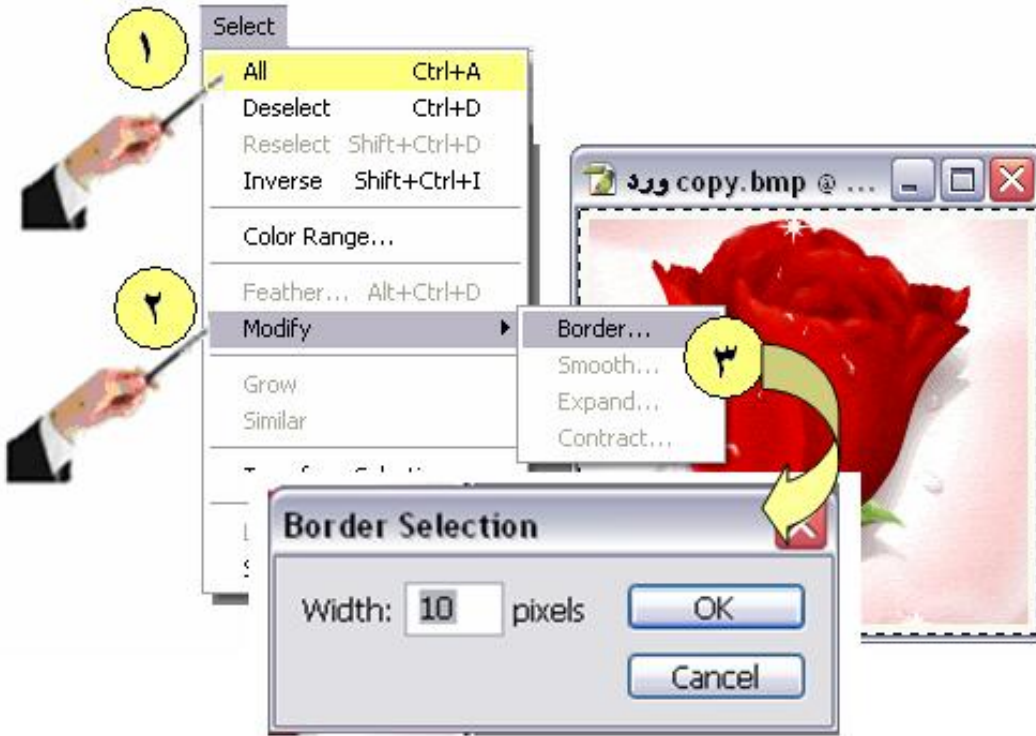 Select
١
All Ctrl+A
Deselect Ctrl+D
Reselect Shift+Ctrl+D
Inverse Shift+Ctrl+I
Color Range...
Feather... Alt+Ctrl+D
٢
Modify
Grow
Similar
ورد copy.bmp @ ...
Border...
٣
Smooth...
Expand...
Contract...
Border Selection
Width: 10 pixels
OK
Cancel